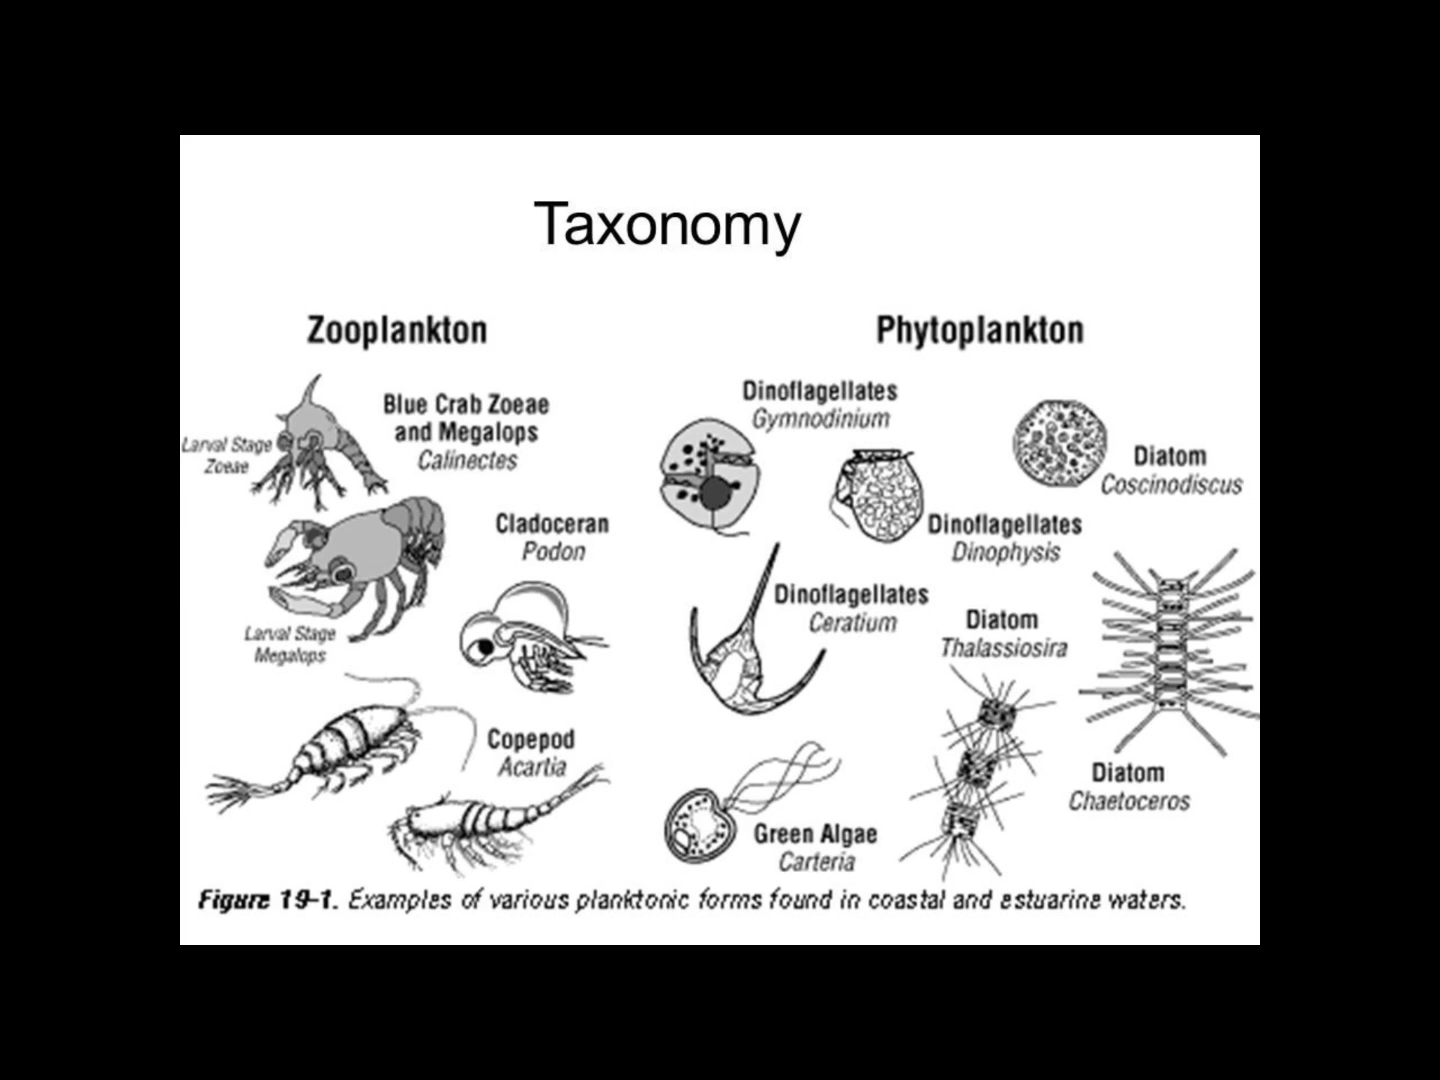 Taxonomy
Zooplankton
Blue Crab Zoeae
and Megalops
Calinectes
Larval Stage
Zoeae
Cladoceran
Podon
Larval Stage
Megalops
Copepod
Acartia
Phytoplankton
Dinoflagellates
Gymnodinium
Diatom
Coscinodiscus
Dinoflagellates
Dinophysis
Dinoflagellates
Ceratium
Diatom
Thalassiosira
Diatom
Chaetoceros
Green Algae
Carteria
Figure 19-1. Examples of various planktonic forms found in coastal and estuarine waters.